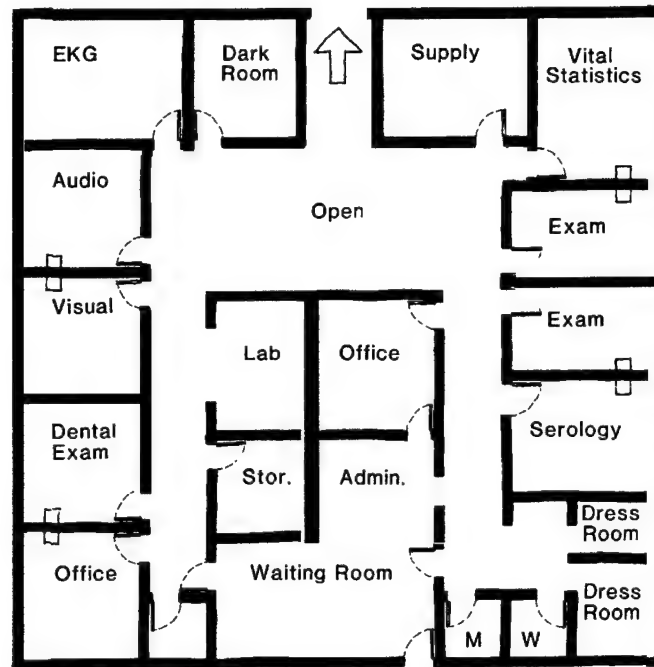 EKG
Dark
Room
Supply
Vital
Statistics
Audio
Open
Exam
Visual
Lab
Office
Exam
Dental
Exam
Stor.
Admin.
Serology
Office
Waiting Room
Dress
Room
Dress
Room
M
W